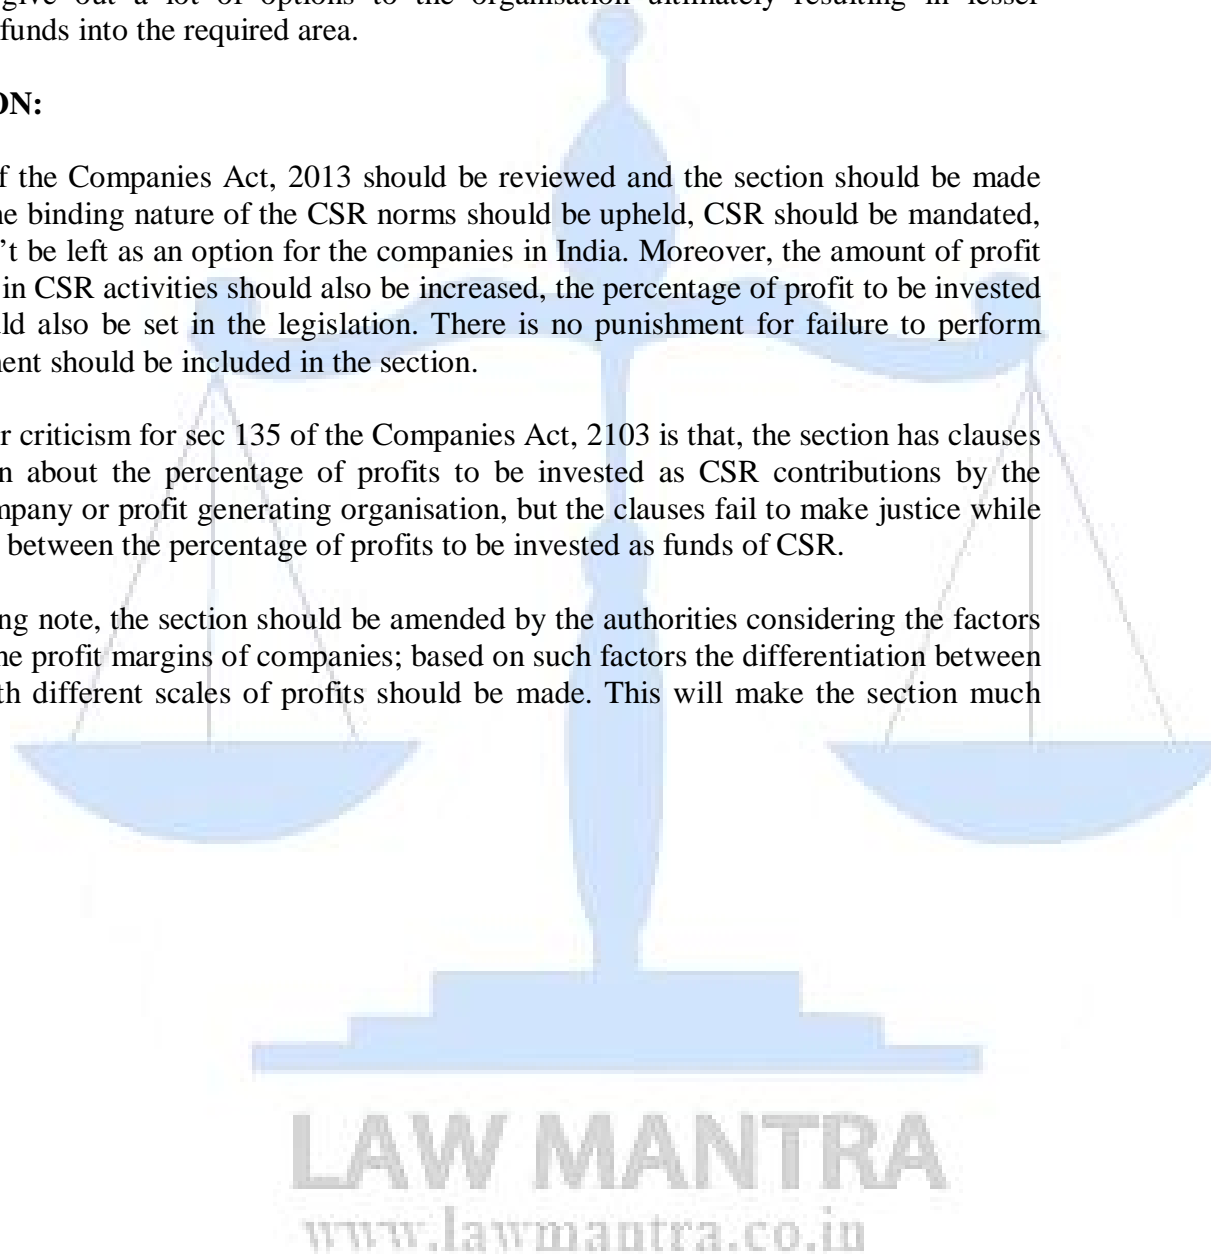 give out a lot of options to the organisation ultimately resulting in lesser
funds into the required area.
ON:
of the Companies Act, 2013 should be reviewed and the section should be made
the binding nature of the CSR norms should be upheld, CSR should be mandated,
't be left as an option for the companies in India. Moreover, the amount of profit
in CSR activities should also be increased, the percentage of profit to be invested
uld also be set in the legislation. There is no punishment for failure to perform
ment should be included in the section.
r criticism for sec 135 of the Companies Act, 2103 is that, the section has clauses
n about the percentage of profits to be invested as CSR contributions by the
mpany or profit generating organisation, but the clauses fail to make justice while
between the percentage of profits to be invested as funds of CSR.
ng note, the section should be amended by the authorities considering the factors
he profit margins of companies; based on such factors the differentiation between
th different scales of profits should be made. This will make the section much
LAW MANTRA
www.lawmantra.co.in